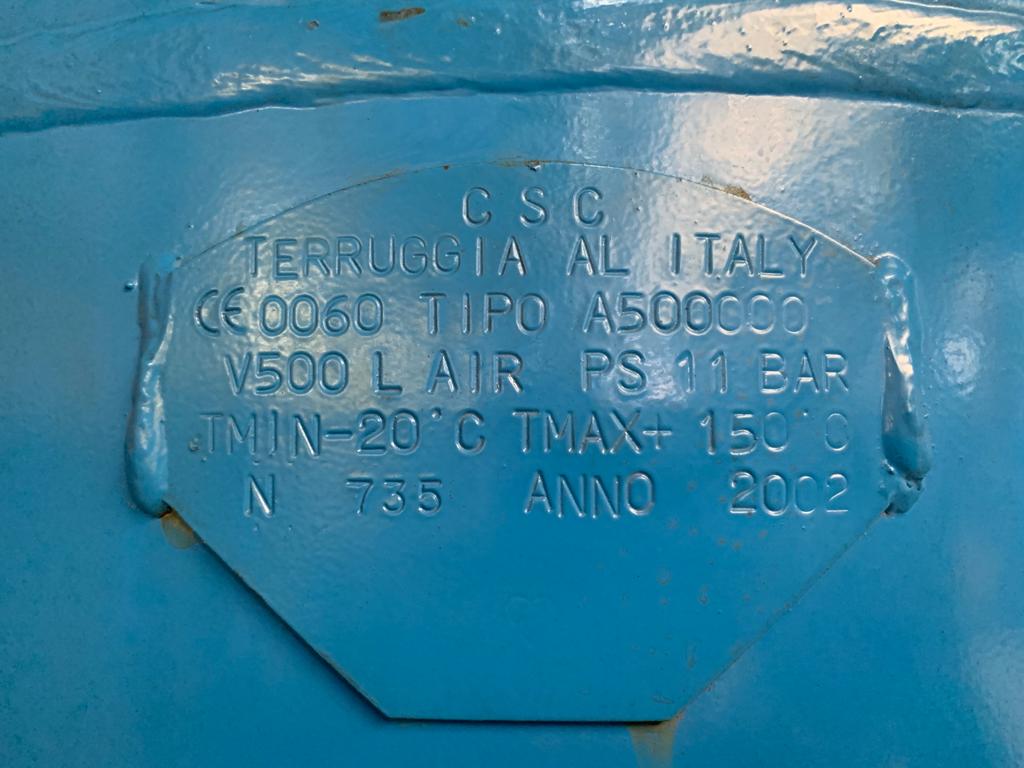 C S C
TERRUGGIA AL ITALY
CE 0060 TIPO A500000
V500 L AIR PS 11 BAR
TMIN-20°C TMAX+ 150°C
N 735 ANNO 2002